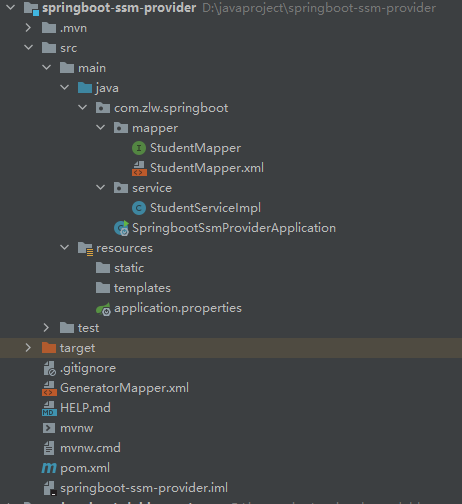 springboot-ssm-provider D:\javaproject\springboot-ssm-provider
.mvn
src
main
java
com.zlw.springboot
mapper
StudentMapper
StudentMapper.xml
service
StudentServiceImpl
SpringbootSsmProviderApplication
resources
static
templates
application.properties
test
target
.gitignore
GeneratorMapper.xml
HELP.md
mvnw
mvnw.cmd
pom.xml
springboot-ssm-provider.iml